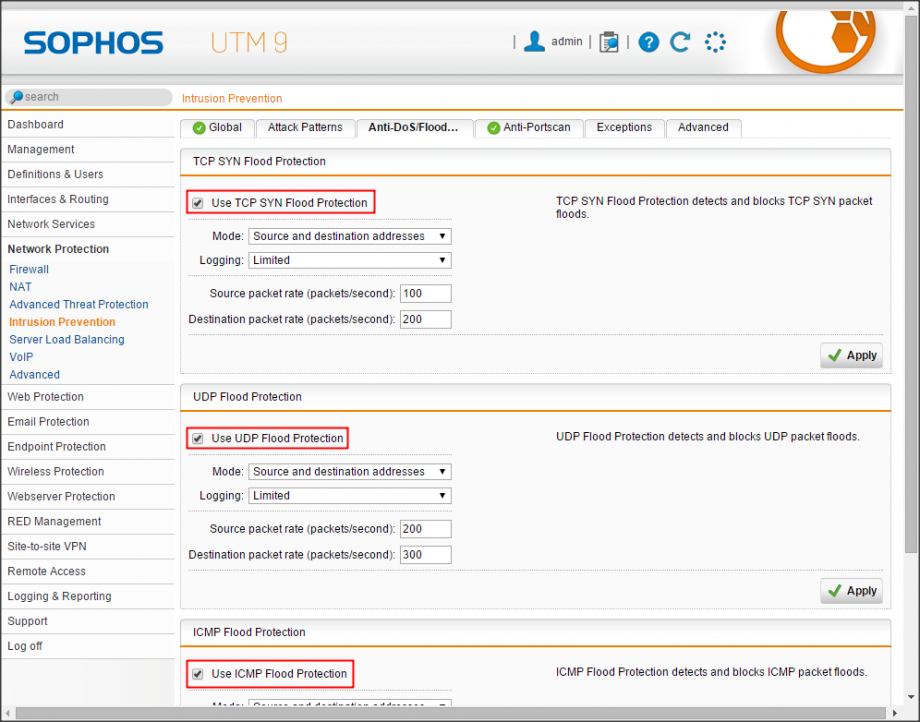 SOPHOS UTM 9
| admin | | ?
search
Intrusion Prevention
Dashboard
Management
Definitions & Users
Interfaces & Routing
Network Services
Network Protection
Firewall
NAT
Advanced Threat Protection
Intrusion Prevention
Server Load Balancing
VoIP
Advanced
Web Protection
Email Protection
Endpoint Protection
Wireless Protection
Webserver Protection
RED Management
Site-to-site VPN
Remote Access
Logging & Reporting
Support
Log off
Global Attack Patterns Anti-DoS/Flood... Anti-Portscan Exceptions Advanced
TCP SYN Flood Protection
Use TCP SYN Flood Protection
TCP SYN Flood Protection detects and blocks TCP SYN packet
floods.
Mode: Source and destination addresses
Logging: Limited
Source packet rate (packets/second): 100
Destination packet rate (packets/second): 200
Apply
UDP Flood Protection
Use UDP Flood Protection
UDP Flood Protection detects and blocks UDP packet floods.
Mode: Source and destination addresses
Logging: Limited
Source packet rate (packets/second): 200
Destination packet rate (packets/second): 300
Apply
ICMP Flood Protection
Use ICMP Flood Protection
ICMP Flood Protection detects and blocks ICMP packet floods.
Mode: Source and destination addresses